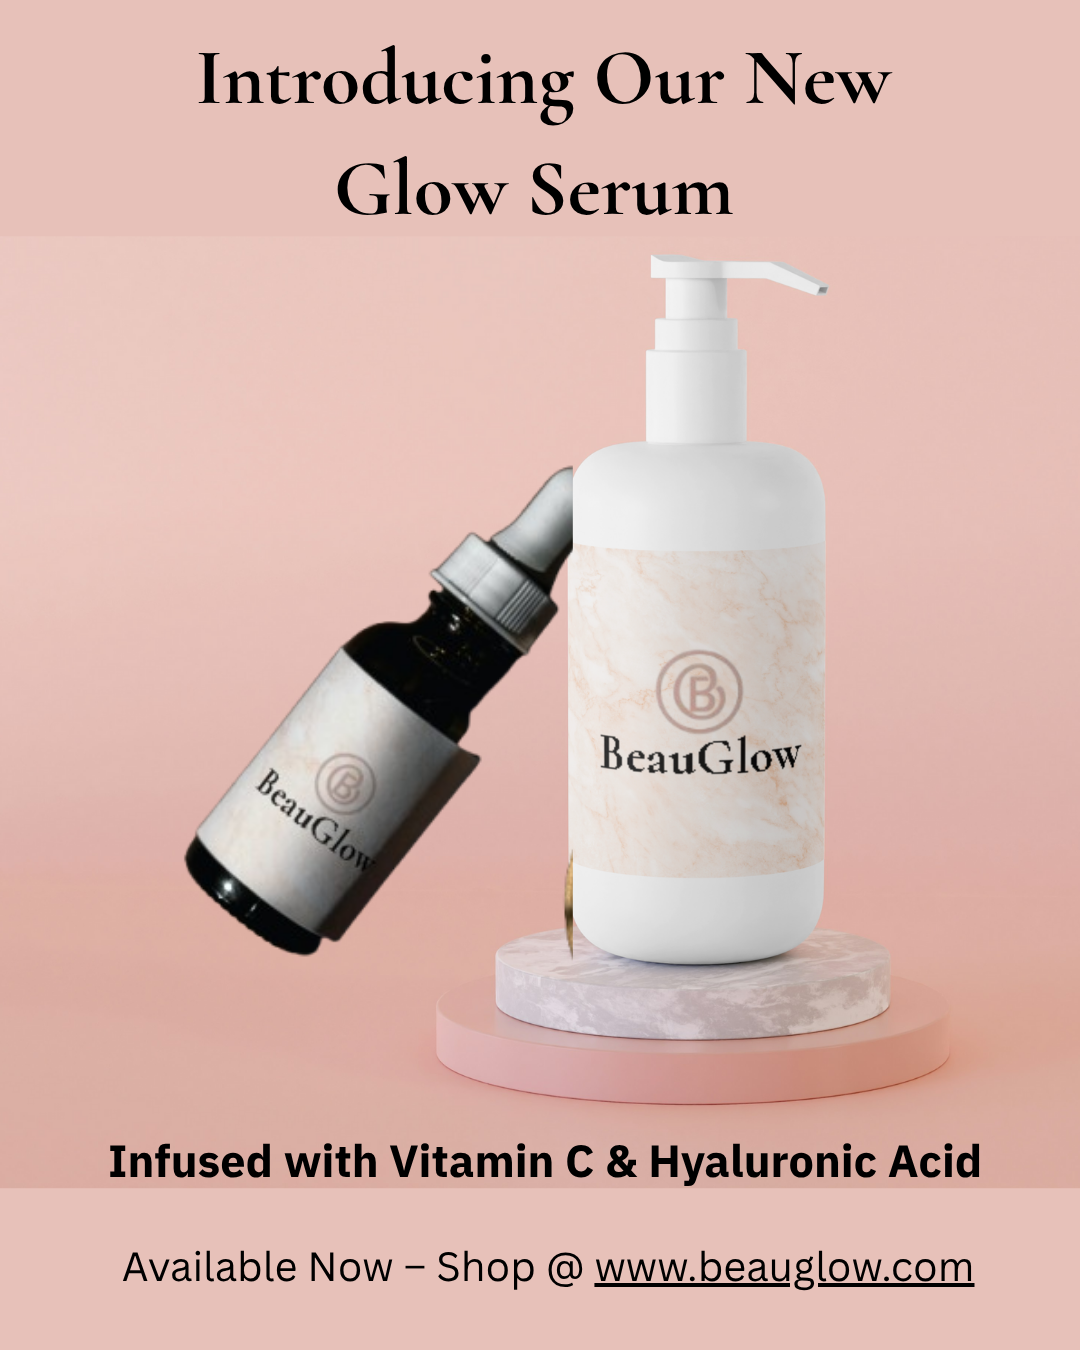 Introducing Our New
Glow Serum
B
BeauGlow
B
BeauGlow
Infused with Vitamin C & Hyaluronic Acid
Available Now – Shop @ www.beauglow.com